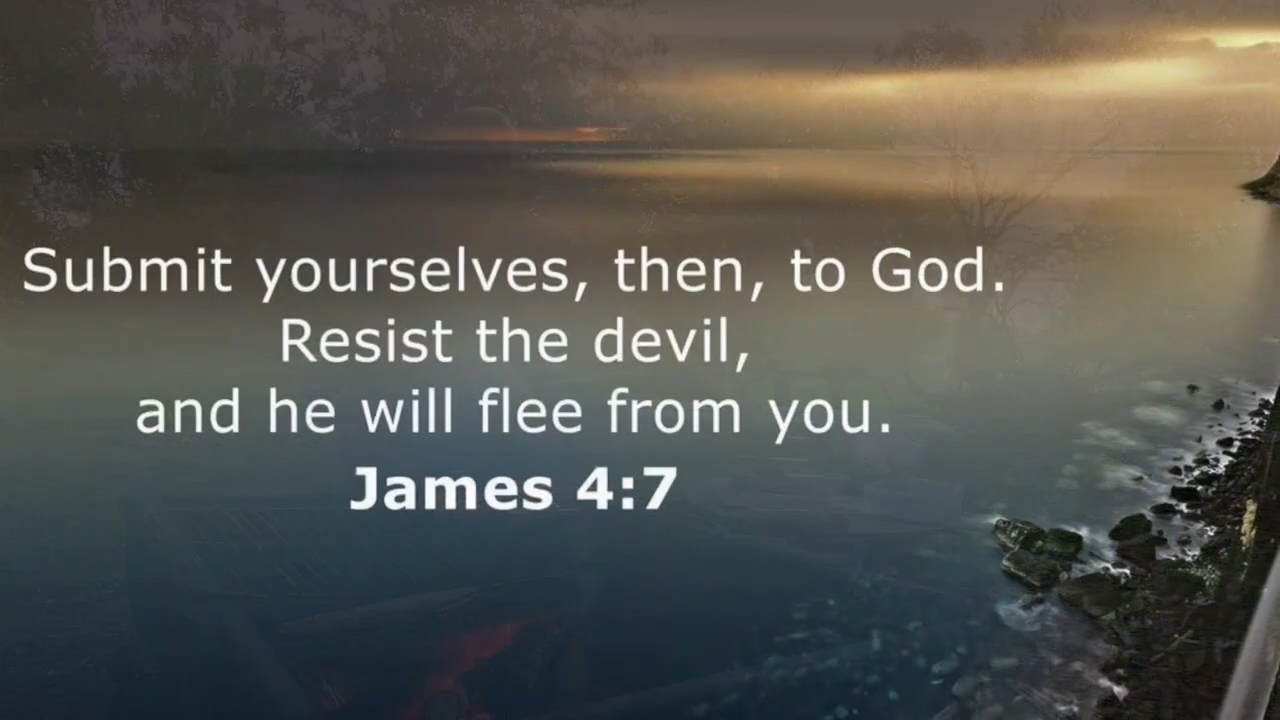 Submit yourselves, then, to God.
Resist the devil,
and he will flee from you.
James 4:7